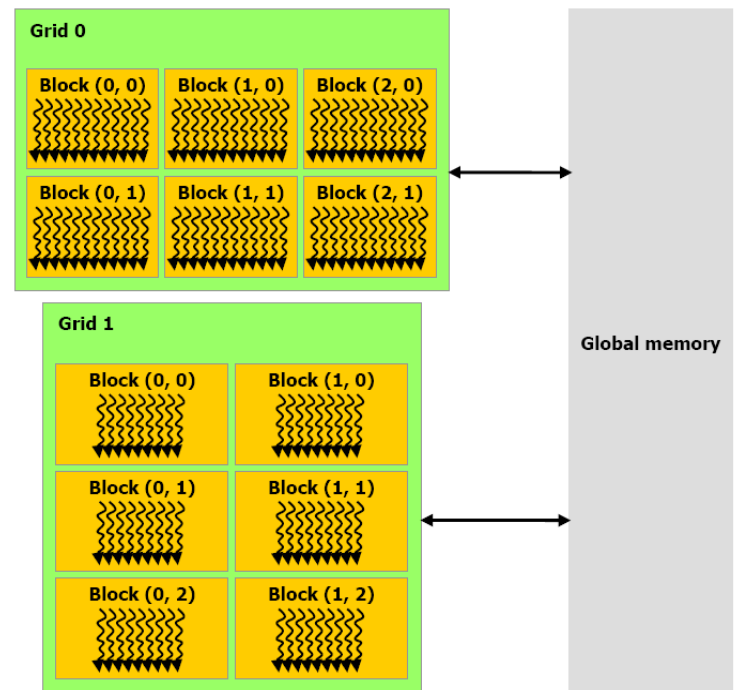 Grid 0
Block (0, 0) Block (1, 0) Block (2, 0)
Block (0, 1) Block (1, 1) Block (2, 1)
Grid 1
Global memory
Block (0, 0) Block (1, 0)
Block (0, 1) Block (1, 1)
Block (0, 2) Block (1, 2)